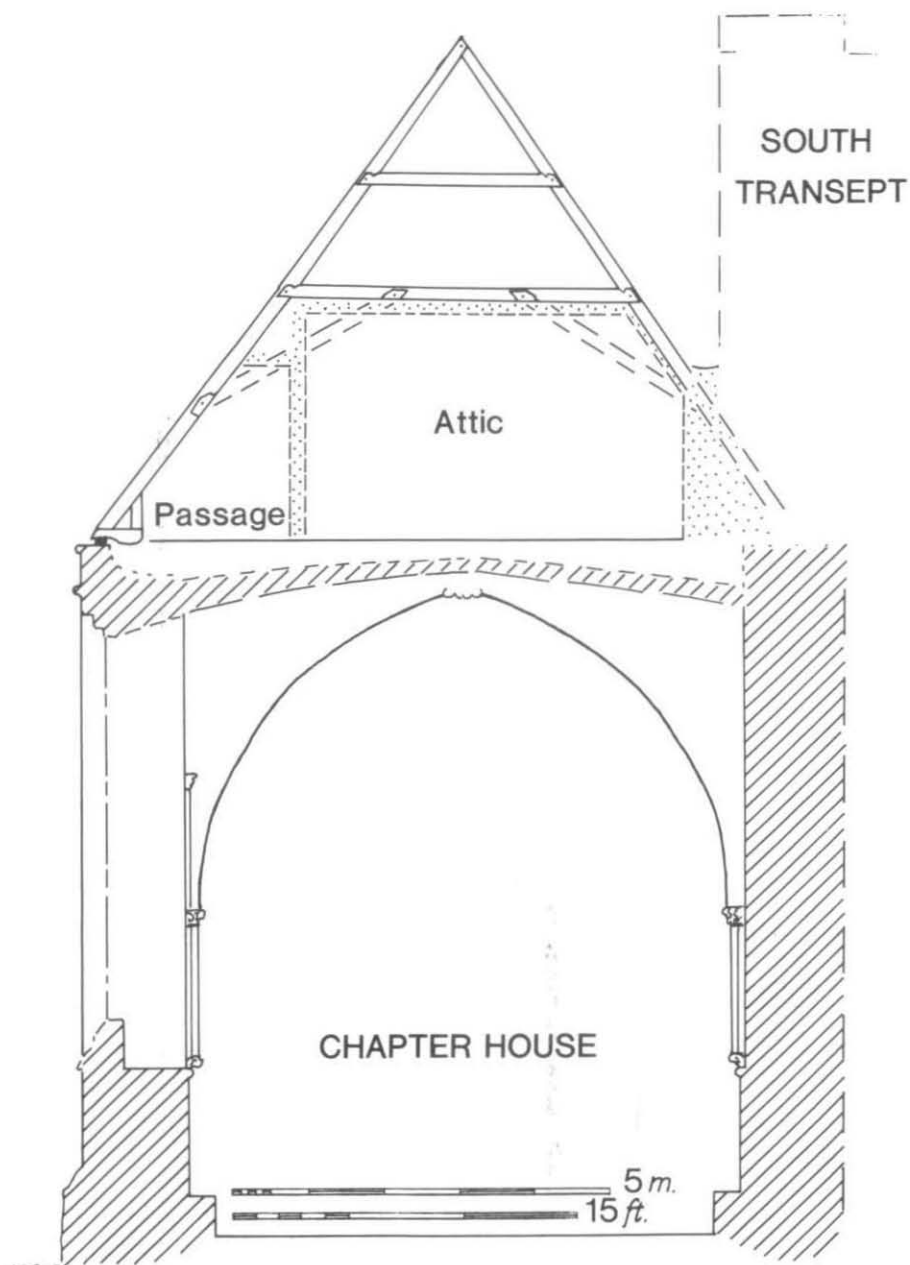 SOUTH
TRANSEPT
Attic
Passage
CHAPTER HOUSE
5 m.
15 ft.